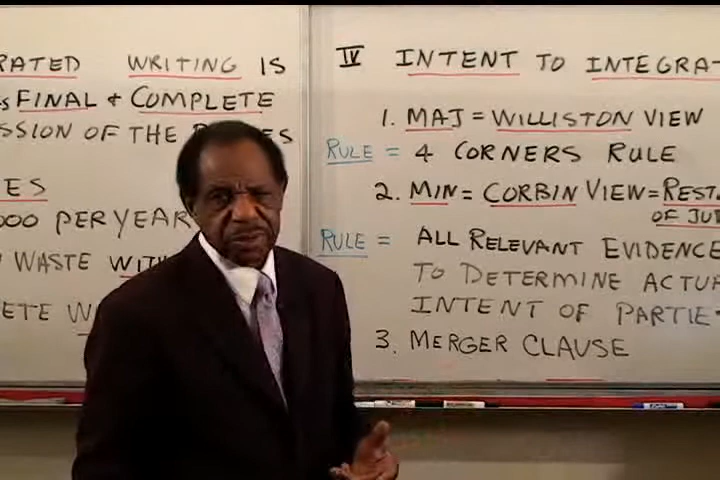 RATED WRITING IS
S FINAL & COMPLETE
SSION OF THE
ES
000 PER YEAR
WASTE
ETE
IV INTENT TO INTEGRAT
1. MAJ = WILLISTON VIEW
RULE = 4 CORNERS RULE
2. MIN = CORBIN VIEW = REST.
OF JU
RULE = ALL RELEVANT EVIDENCE
TO DETERMINE ACTU
INTENT OF PARTIE
3. MERGER CLAUSE